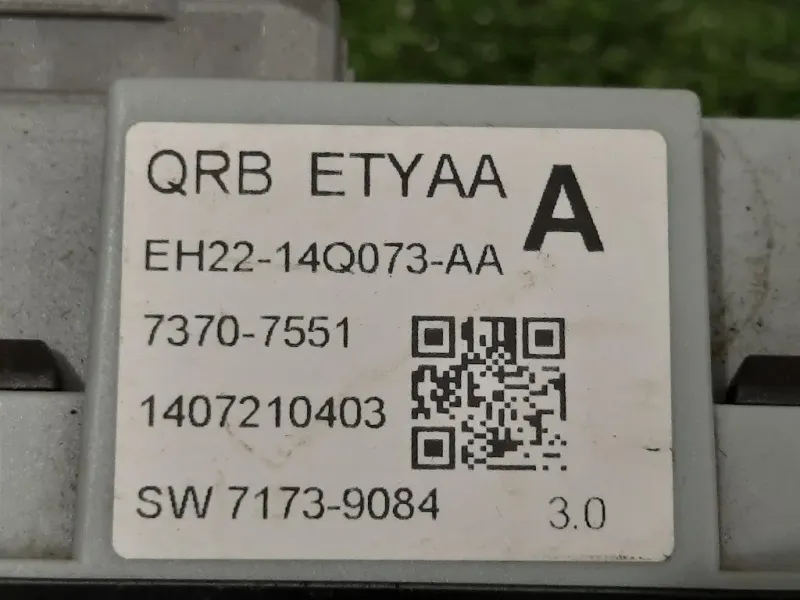 QRB ETYAA
A
EH22-14Q073-AA
7370-7551
1407210403
SW 7173-9084
3.0